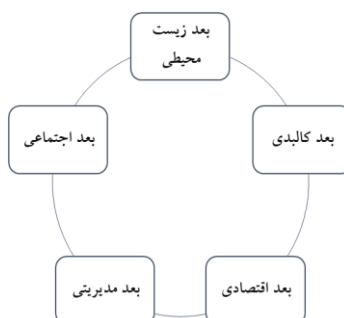 بعد زیست
محیطی
بعد کالبدی
بعد اجتماعی
بعد اقتصادی
بعد مدیریتی